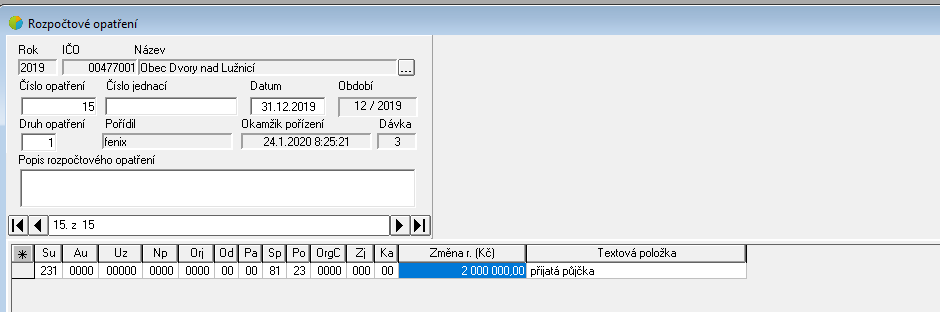 Rozpočtové opatření
Rok IČO Název
2019 00477001 Obec Dvory nad Lužnicí ...
Číslo opatření Číslo jednací Datum Období
15 31.12.2019 12 / 2019
Druh opatření Pořídil Okamžik pořízení Dávka
1 fenix 24.1.2020 8:25:21 3
Popis rozpočtového opatření
15. z 15
Su Au Uz Np Orj Od Pa Sp Po OrgC Zj Ka Změna r. (Kč) Textová položka
231 0000 00000 0000 0000 00 00 81 23 0000 000 00 2 000 000,00 přijatá půjčka